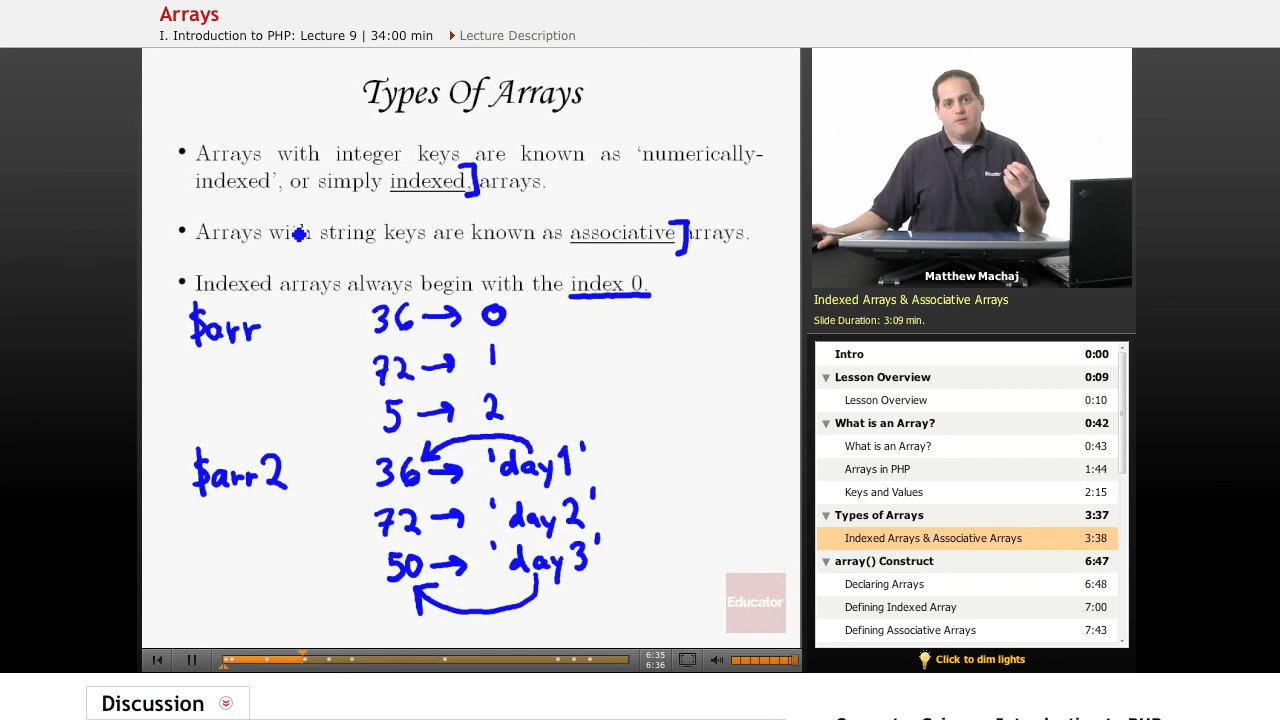 Arrays
I. Introduction to PHP: Lecture 9 | 34:00 min Lecture Description
Types Of Arrays
• Arrays with integer keys are known as ‘numerically-
indexed’, or simply indexed, arrays.
• Arrays with string keys are known as associative arrays.
• Indexed arrays always begin with the index 0.
$arr
36 → 0
72 → 1
5 → 2
$arr2
36 → 'day1'
72 → 'day2'
50 → 'day3'
Educator
6:35
6:36
Educator
Matthew Machaj
Indexed Arrays & Associative Arrays
Slide Duration: 3:09 min.
Intro 0:00
Lesson Overview 0:09
Lesson Overview 0:10
What is an Array? 0:42
What is an Array? 0:43
Arrays in PHP 1:44
Keys and Values 2:15
Types of Arrays 3:37
Indexed Arrays & Associative Arrays 3:38
array() Construct 6:47
Declaring Arrays 6:48
Defining Indexed Array 7:00
Defining Associative Arrays 7:43
Click to dim lights
Discussion